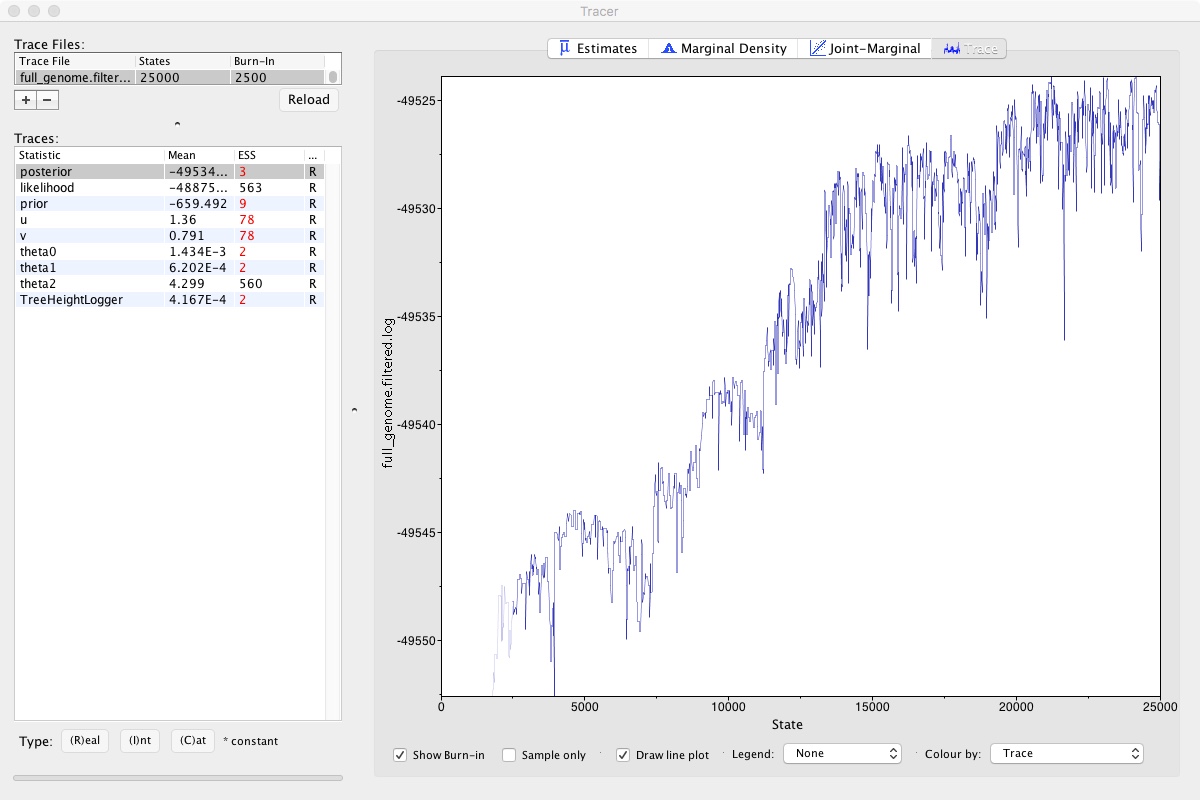 Tracer
Trace Files:
Trace File States Burn-In
full_genome.filter... 25000 2500
+ − Reload
Traces:
Statistic Mean ESS ...
posterior -49534... 3 R
likelihood -48875... 563 R
prior -659.492 9 R
u 1.36 78 R
v 0.791 78 R
theta0 1.434E-3 2 R
theta1 6.202E-4 2 R
theta2 4.299 560 R
TreeHeightLogger 4.167E-4 2 R
Type: (R)eal (I)nt (C)at * constant
μ Estimates Marginal Density Joint-Marginal Trace
full_genome.filtered.log
-49525
-49530
-49535
-49540
-49545
-49550
0 5000 10000 15000 20000 25000
State
Show Burn-in Sample only Draw line plot Legend: None Colour by: Trace